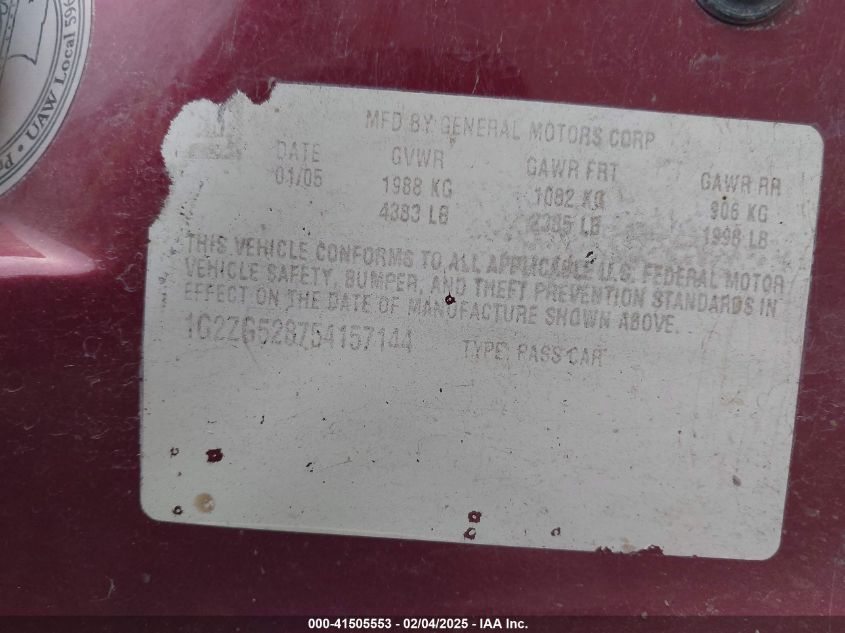 UAW Local 596
MFD BY GENERAL MOTORS CORP
DATE GVWR GAWR FRT GAWR RR
01/05 1988 KG 1082 KG 906 KG
4383 LB 2385 LB 1998 LB
THIS VEHICLE CONFORMS TO ALL APPLICABLE U.S. FEDERAL MOTOR
VEHICLE SAFETY, BUMPER, AND THEFT PREVENTION STANDARDS IN
EFFECT ON THE DATE OF MANUFACTURE SHOWN ABOVE.
1G2ZG528754157144 TYPE: PASS CAR
000-41505553 - 02/04/2025 - IAA Inc.